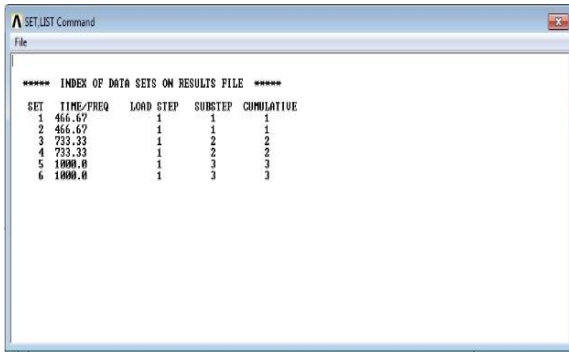 SET,LIST Command
File
***** INDEX OF DATA SETS ON RESULTS FILE *****
SET TIME/FREQ LOAD STEP SUBSTEP CUMULATIVE
1 466.67 1 1 1
2 466.67 1 1 1
3 733.33 1 2 2
4 733.33 1 2 2
5 1000.0 1 3 3
6 1000.0 1 3 3